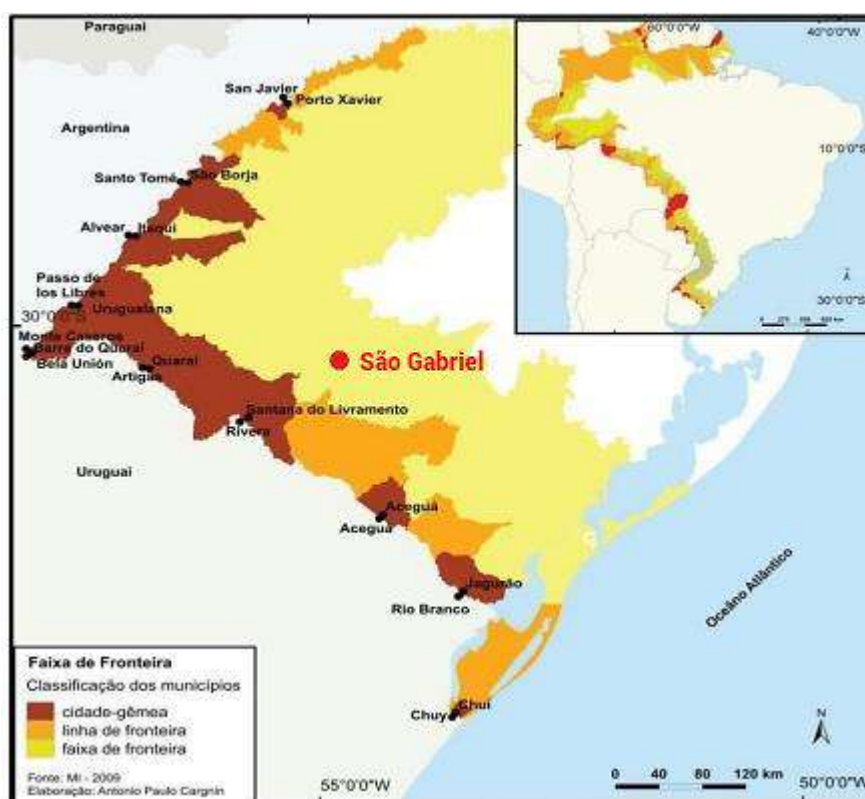 Paraguai
60°0'0"W
40°0'0"W
San Javier
Porto Xavier
Argentina
10°0'0"S
Santo Tomé
São Borja
Alvear
Itaqui
Passo de
los Libres
Uruguaiana
30°0'0"S
30°0'0"S
Monte Caseros
Barra do Quaraí
Bela Unión
Quaraí
Artigas
São Gabriel
Santana do Livramento
Rivera
Uruguai
Aceguá
Aceguá
Jaguarão
Rio Branco
Oceano Atlântico
Chuí
Chuy
Faixa de Fronteira
Classificação dos municípios
cidade-gêmea
linha de fronteira
faixa de fronteira
Fonte: MI - 2009
Elaboração: Antonio Paulo Cargnin
N
0 40 80 120 km
55°0'0"W
50°0'0"W